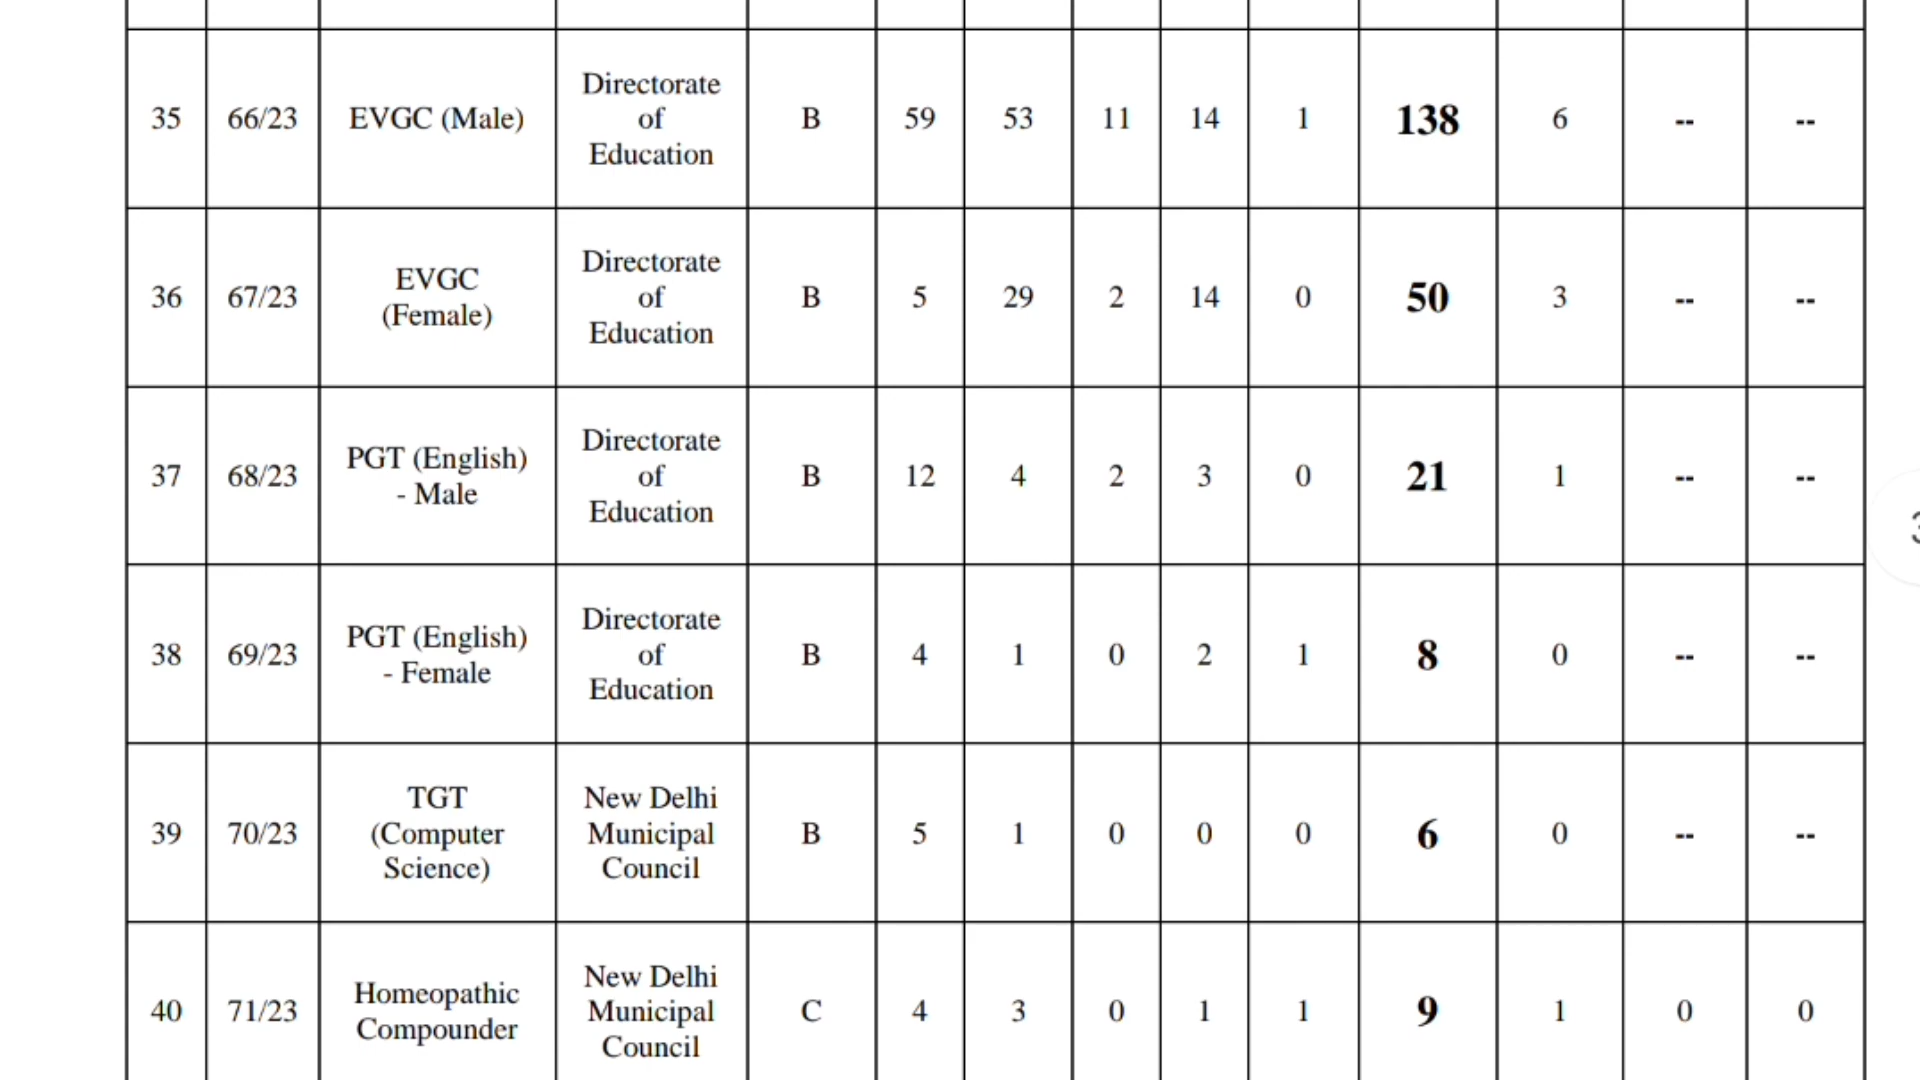 35 66/23 EVGC (Male) Directorate of Education B 59 53 11 14 1 138 6 -- --
36 67/23 EVGC (Female) Directorate of Education B 5 29 2 14 0 50 3 -- --
37 68/23 PGT (English) - Male Directorate of Education B 12 4 2 3 0 21 1 -- --
38 69/23 PGT (English) - Female Directorate of Education B 4 1 0 2 1 8 0 -- --
39 70/23 TGT (Computer Science) New Delhi Municipal Council B 5 1 0 0 0 6 0 -- --
40 71/23 Homeopathic Compounder New Delhi Municipal Council C 4 3 0 1 1 9 1 0 0